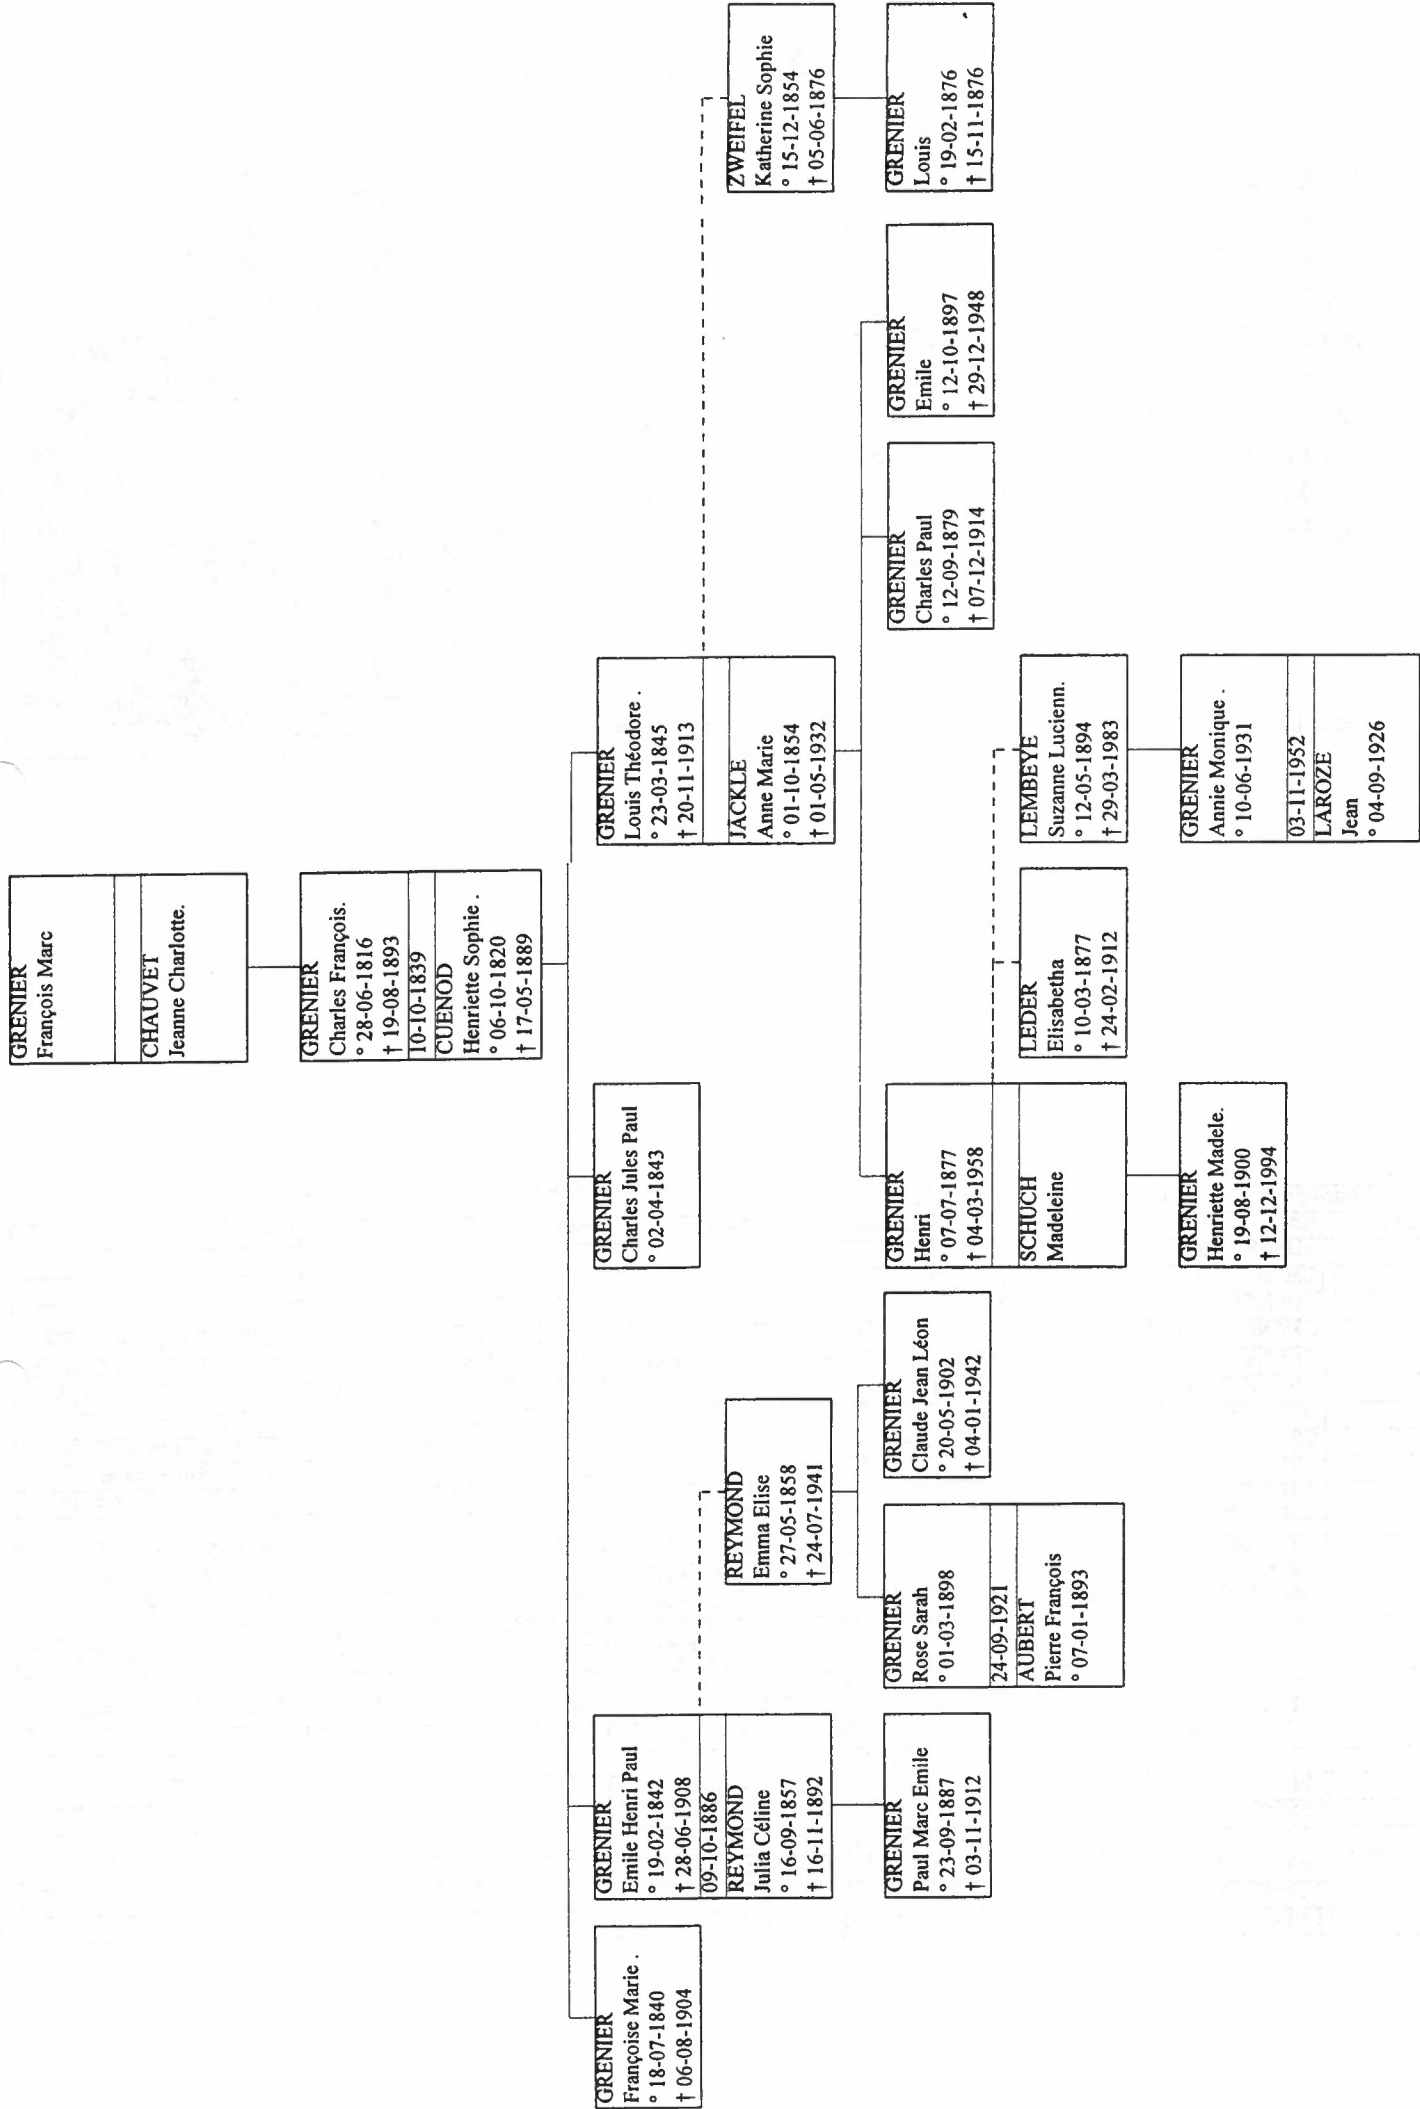 GRENIER
François Marc
CHAUVET
Jeanne Charlotte.
GRENIER
Charles François.
° 28-06-1816
† 19-08-1893
10-10-1839
CUENOD
Henriette Sophie .
° 06-10-1820
† 17-05-1889
GRENIER
Françoise Marie .
° 18-07-1840
† 06-08-1904
GRENIER
Emile Henri Paul
° 19-02-1842
† 28-06-1908
09-10-1886
REYMOND
Julia Céline
° 16-09-1857
† 16-11-1892
GRENIER
Charles Jules Paul
° 02-04-1843
GRENIER
Louis Théodore .
° 23-03-1845
† 20-11-1913
JÄCKLE
Anne Marie
° 01-10-1854
† 01-05-1932
REYMOND
Emma Elise
° 27-05-1858
† 24-07-1941
ZWEIFEL
Katherine Sophie
° 15-12-1854
† 05-06-1876
GRENIER
Paul Marc Emile
° 23-09-1887
† 03-11-1912
GRENIER
Rose Sarah
° 01-03-1898
24-09-1921
AUBERT
Pierre François
° 07-01-1893
GRENIER
Claude Jean Léon
° 20-05-1902
† 04-01-1942
GRENIER
Henri
° 07-07-1877
† 04-03-1958
SCHUCH
Madeleine
GRENIER
Charles Paul
° 12-09-1879
† 07-12-1914
GRENIER
Emile
° 12-10-1897
† 29-12-1948
GRENIER
Louis
° 19-02-1876
† 15-11-1876
LEDER
Elisabetha
° 10-03-1877
† 24-02-1912
LEMBEYE
Suzanne Lucienn.
° 12-05-1894
† 29-03-1983
GRENIER
Henriette Madele.
° 19-08-1900
† 12-12-1994
GRENIER
Annie Monique .
° 10-06-1931
03-11-1952
LAROZE
Jean
° 04-09-1926